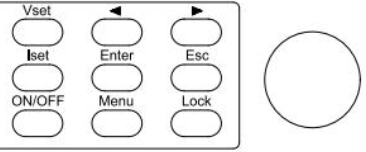 Vset ◄ ►
Iset Enter Esc
ON/OFF Menu Lock